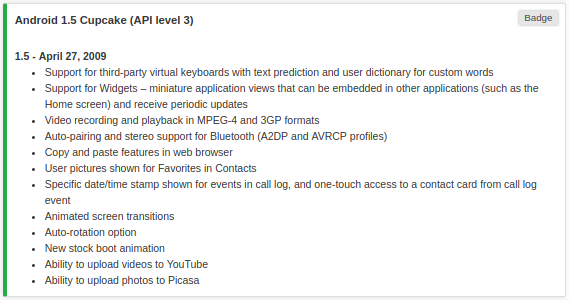 Android 1.5 Cupcake (API level 3)
Badge
1.5 - April 27, 2009
• Support for third-party virtual keyboards with text prediction and user dictionary for custom words
• Support for Widgets – miniature application views that can be embedded in other applications (such as the
Home screen) and receive periodic updates
• Video recording and playback in MPEG-4 and 3GP formats
• Auto-pairing and stereo support for Bluetooth (A2DP and AVRCP profiles)
• Copy and paste features in web browser
• User pictures shown for Favorites in Contacts
• Specific date/time stamp shown for events in call log, and one-touch access to a contact card from call log
event
• Animated screen transitions
• Auto-rotation option
• New stock boot animation
• Ability to upload videos to YouTube
• Ability to upload photos to Picasa